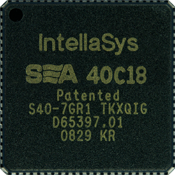 IntellaSys
SEA 40C18
Patented
S40-7GR1 TKXQIG
D65397.01
0829 KR